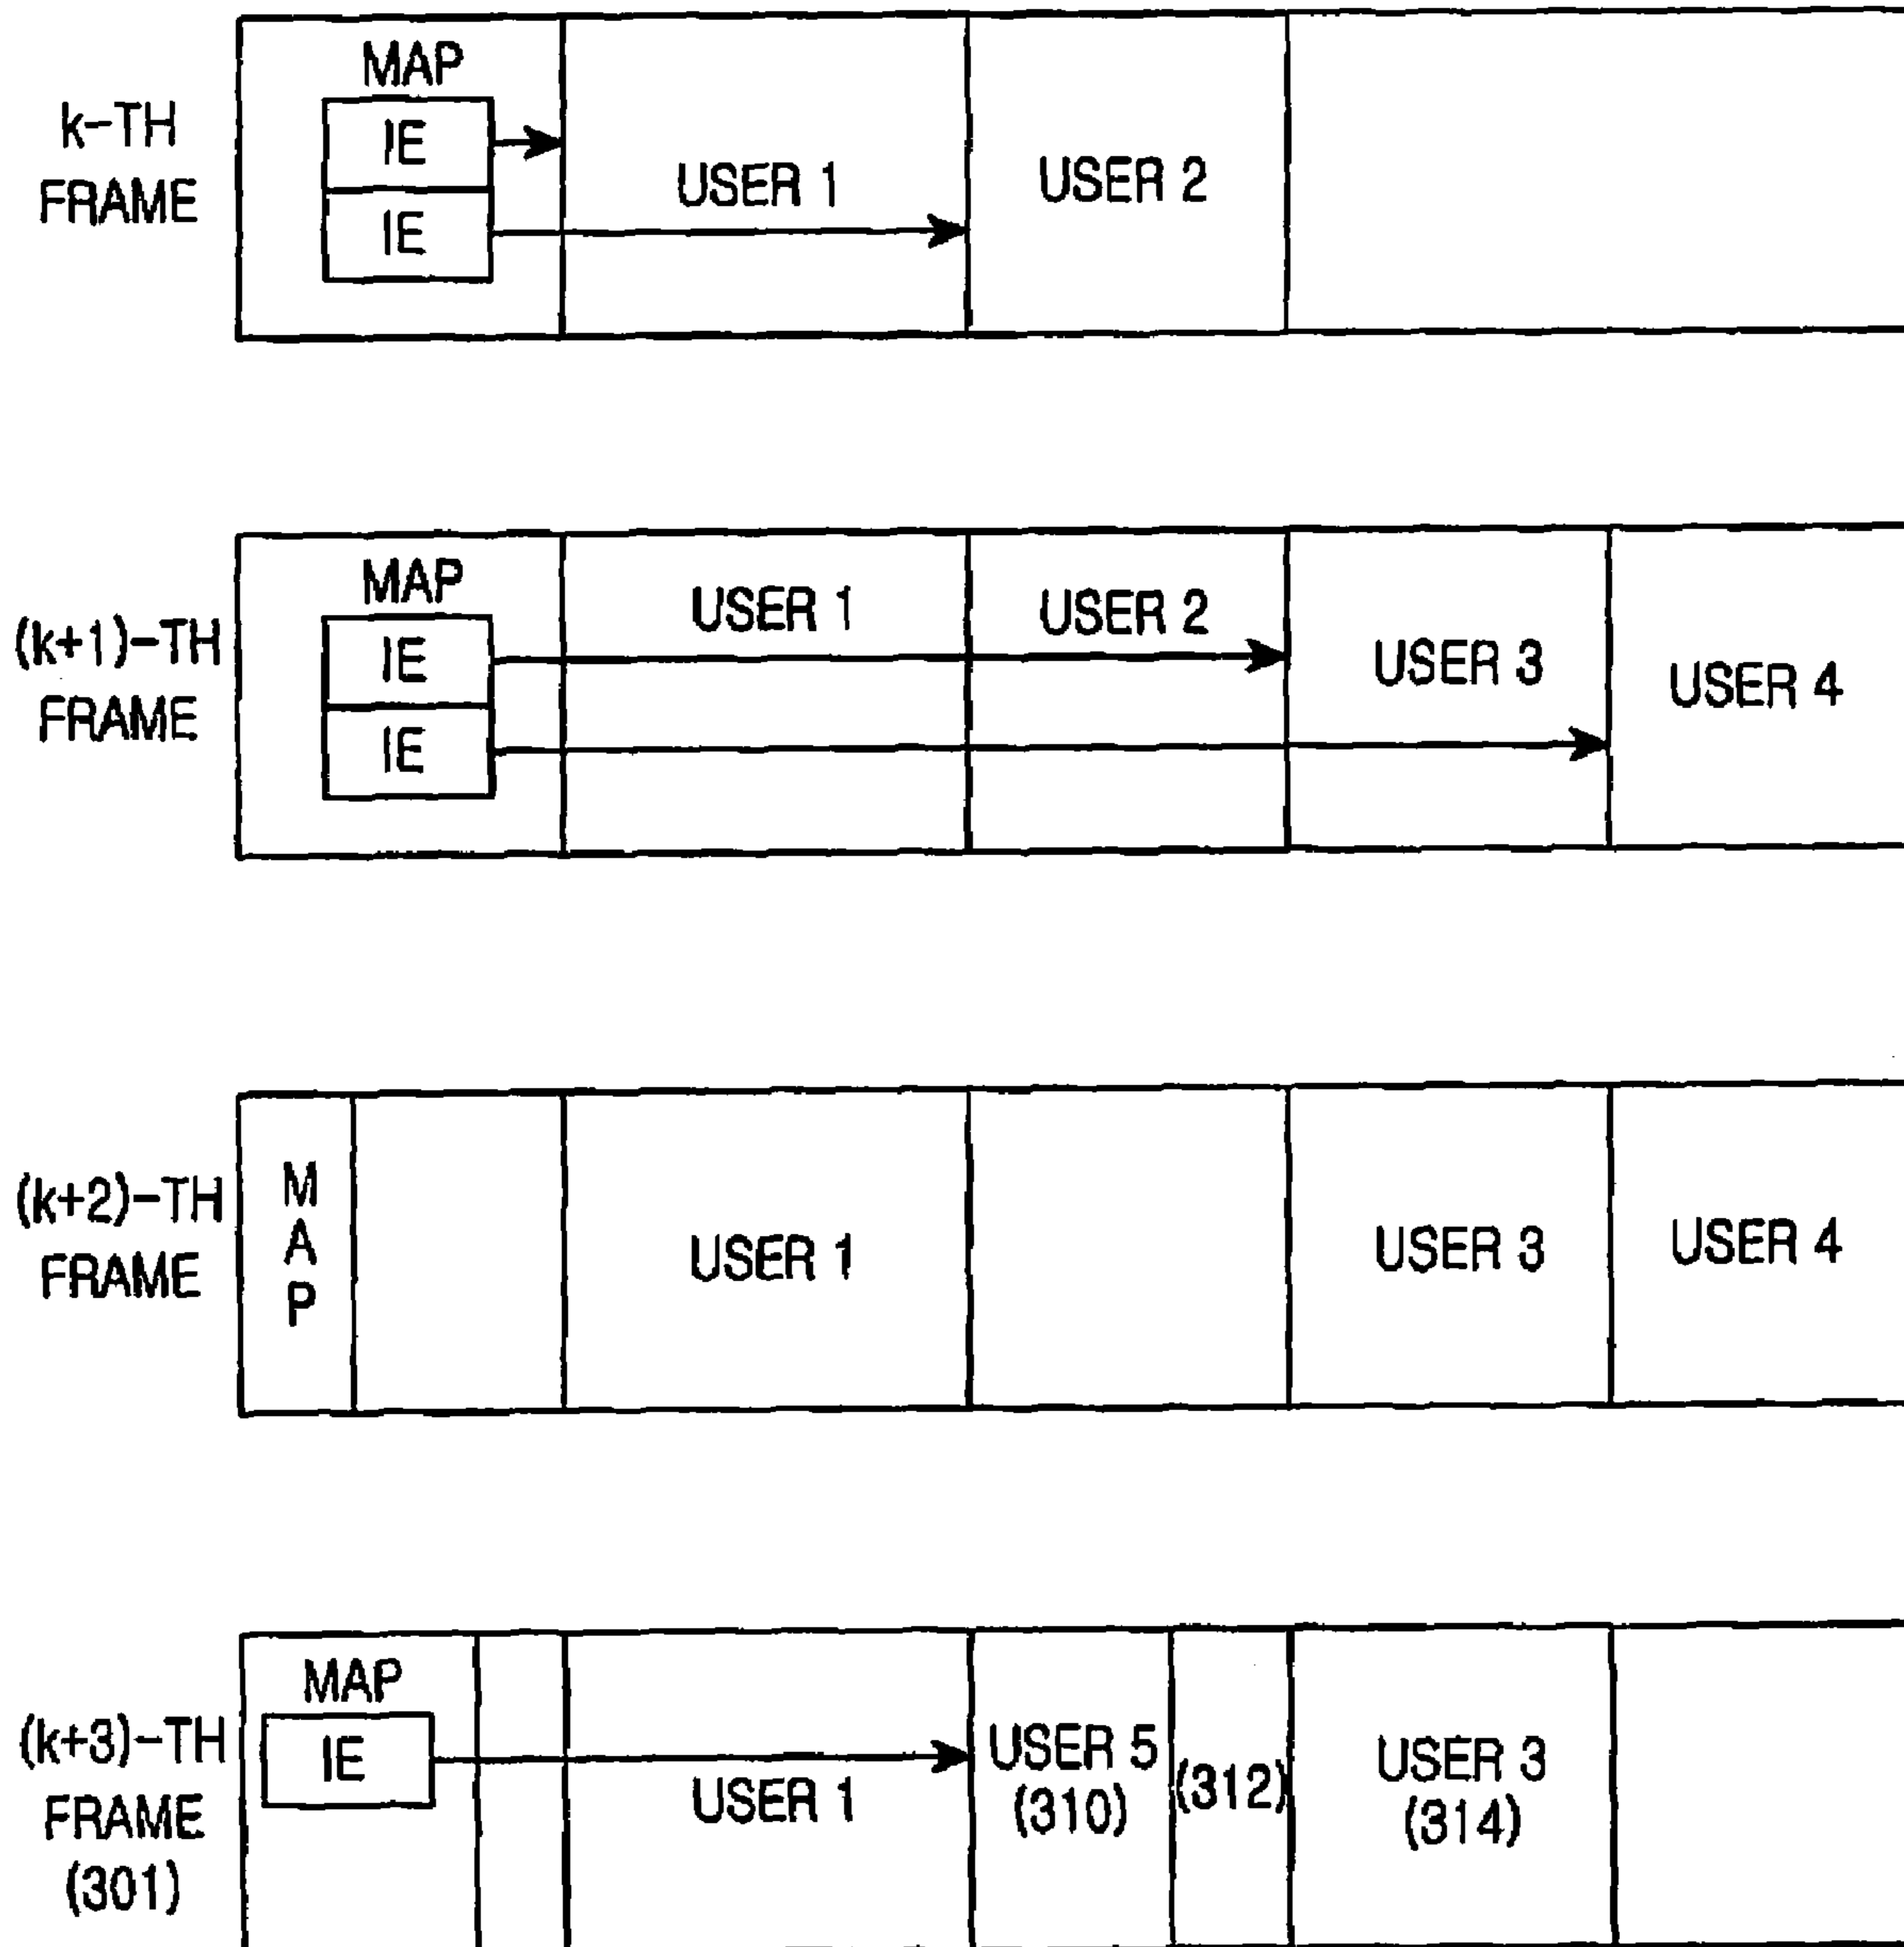 k-TH
FRAME
MAP
IE
IE
USER 1
USER 2
(k+1)-TH
FRAME
MAP
IE
IE
USER 1
USER 2
USER 3
USER 4
(k+2)-TH
FRAME
M
A
P
USER 1
USER 3
USER 4
(k+3)-TH
FRAME
(301)
MAP
IE
USER 1
USER 5
(310)
(312)
USER 3
(314)